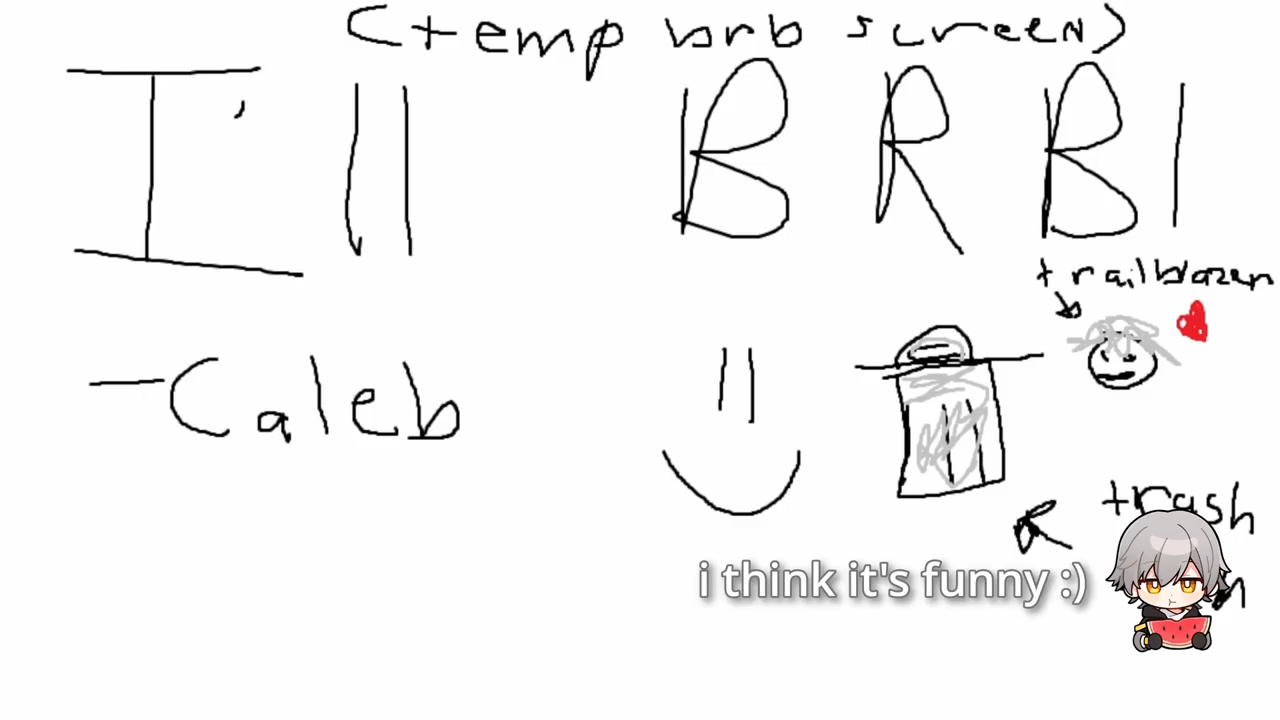 (temp brb screen)
I'll BRB!
trailblazer
-Caleb
:)
trash
i think it's funny :)